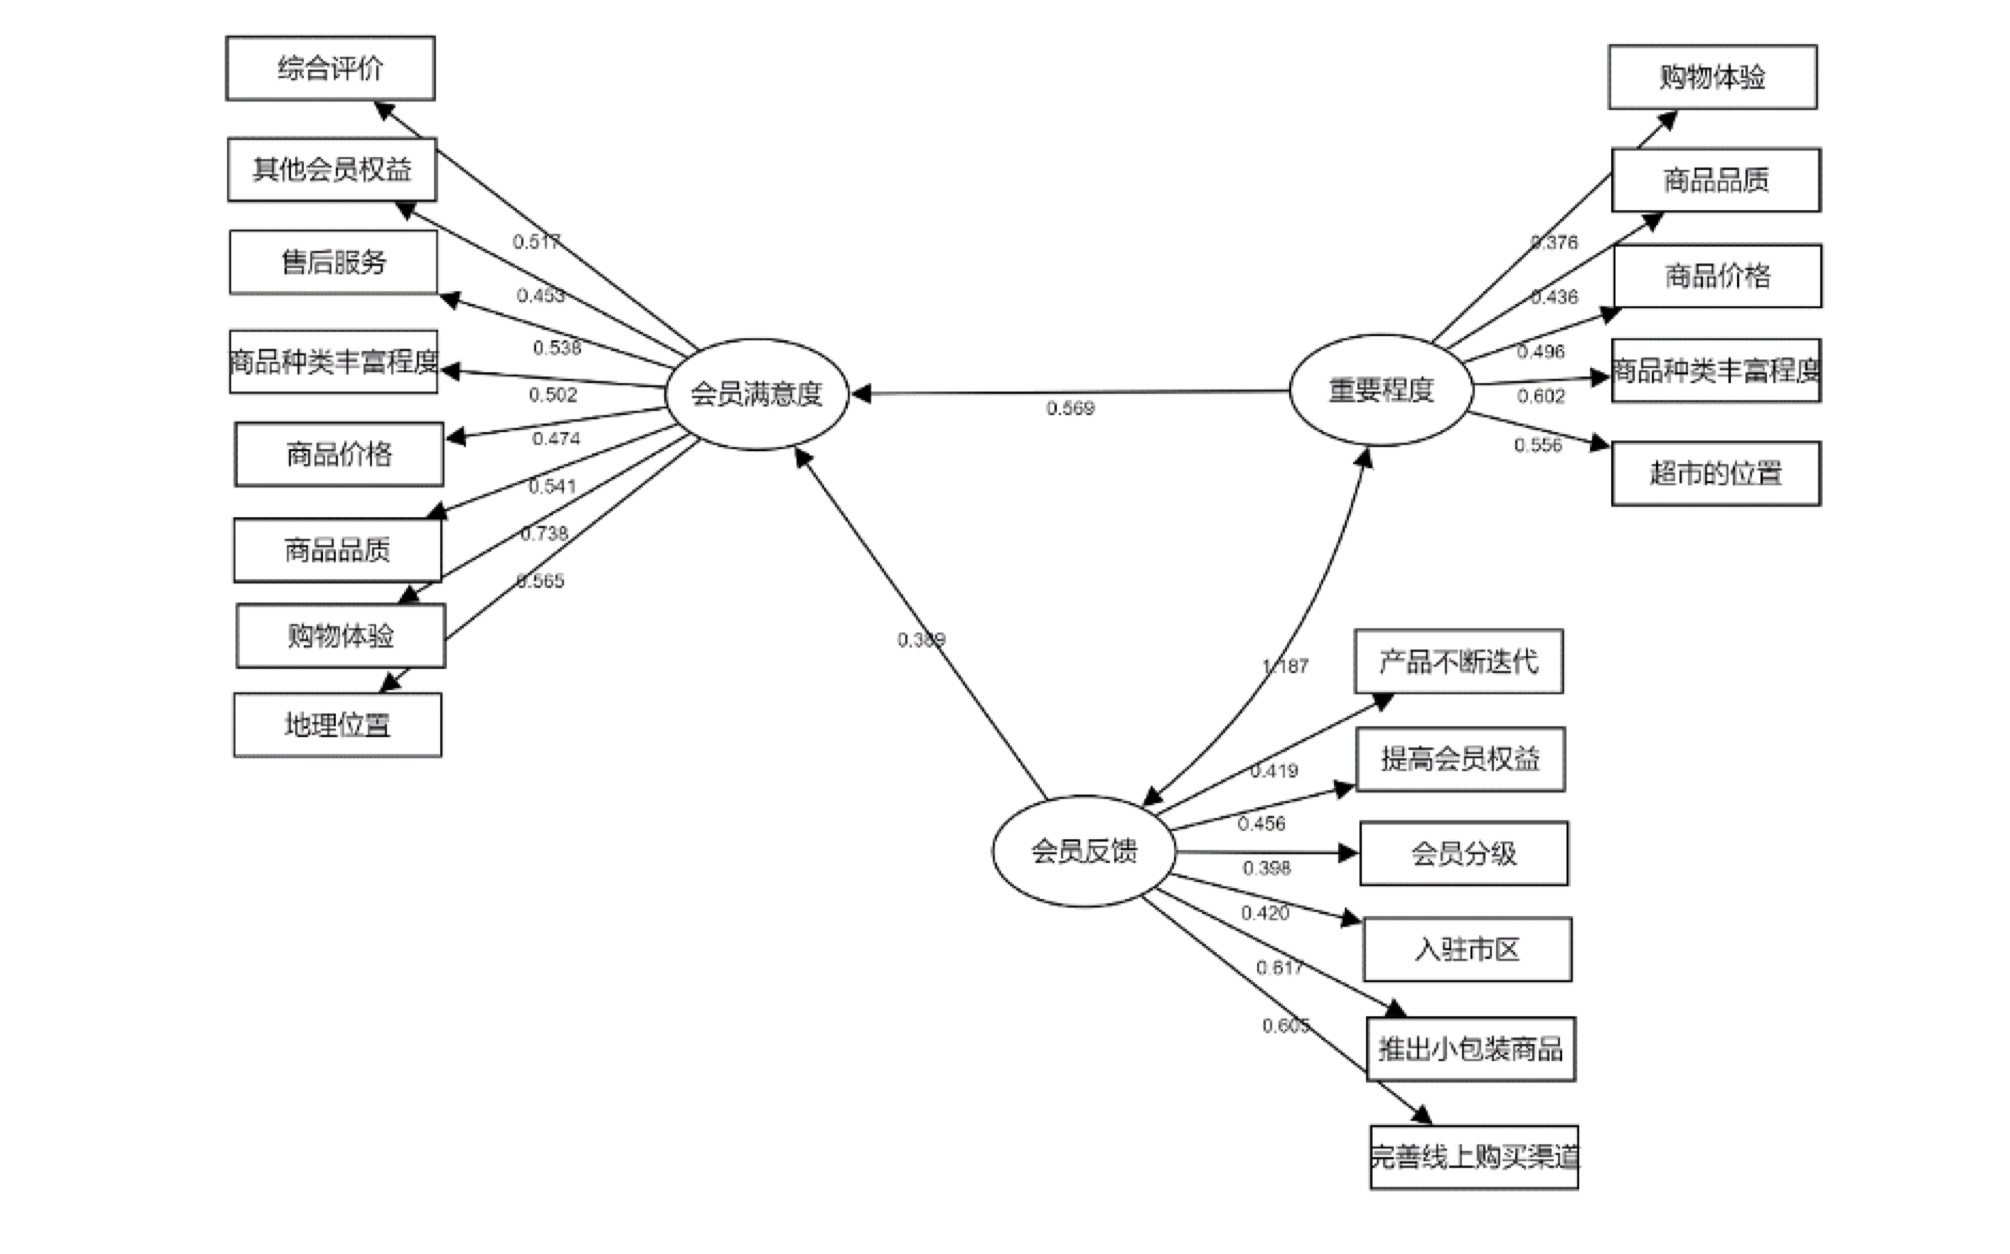 综合评价
其他会员权益
售后服务
商品种类丰富程度
商品价格
商品品质
购物体验
地理位置
0.517
0.453
0.538
0.502
0.474
0.541
0.738
0.565
会员满意度
0.569
0.389
重要程度
0.376
0.436
0.496
0.602
0.556
购物体验
商品品质
商品价格
商品种类丰富程度
超市的位置
1.187
会员反馈
0.419
0.456
0.398
0.420
0.617
0.605
产品不断迭代
提高会员权益
会员分级
入驻市区
推出小包装商品
完善线上购买渠道